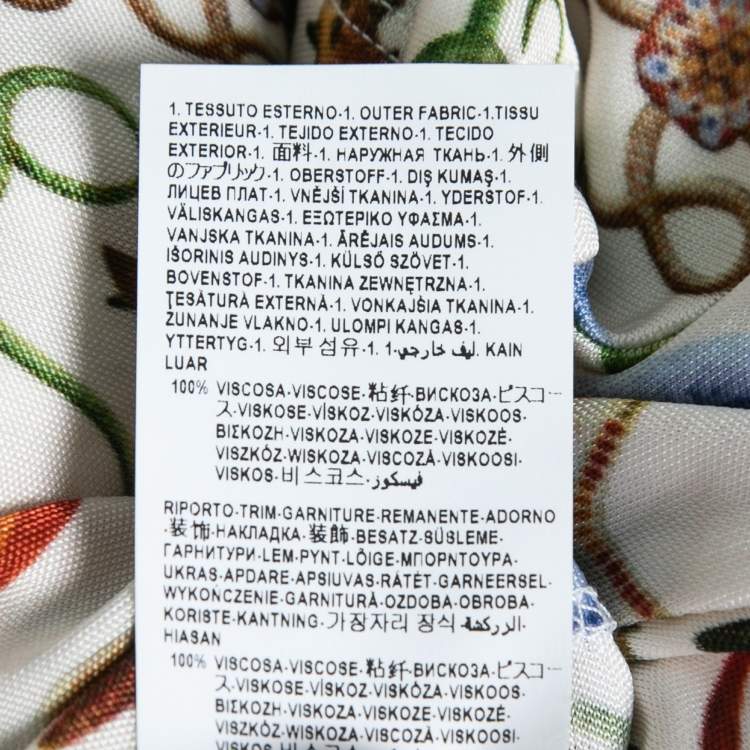 1. TESSUTO ESTERNO-1. OUTER FABRIC-1.TISSU
EXTERIEUR-1. TEJIDO EXTERNO-1. TECIDO
EXTERIOR-1. 面料-1. НАРУЖНАЯ ТКАНЬ-1. 外側
のファブリック-1. OBERSTOFF-1. DIŞ KUMAŞ-1.
ЛИЦЕВ ПЛАТ-1. VNĚJŠÍ TKANINA-1. YDERSTOF-1.
VÄLISKANGAS-1. ΕΞΩΤΕΡΙΚΟ ΥΦΑΣΜΑ-1.
VANJSKA TKANINA-1. ĀRĒJAIS AUDUMS-1.
IŠORINIS AUDINYS-1. KÜLSŐ SZÖVET-1.
BOVENSTOF-1. TKANINA ZEWNĘTRZNA-1.
ŢESĂTURĂ EXTERNĂ-1. VONKAJŠIA TKANINA-1.
ZUNANJE VLAKNO-1. ULOMPI KANGAS-1.
YTTERTYG-1. 외부 섬유-1. ليف خارجي-1. KAIN
LUAR
100% VISCOSA-VISCOSE-粘纤-ВИСКОЗА-ビスコー
ス-VISKOSE-VİSKOZ-VISKÓZA-VISKOOS-
ΒΙΣΚΟΖΗ-VISKOZA-VISKOZE-VISKOZĖ-
VISZKÓZ-WISKOZA-VISCOZĂ-VISKOOSI-
VISKOS-비스코스-فيسكوز
RIPORTO-TRIM-GARNITURE-REMANENTE-ADORNO
-装饰-НАКЛАДКА-装飾-BESATZ-SÜSLEME-
ГАРНИТУРИ-LEM-PYNT-LÕIGE-ΜΠΟΡΝΤΟΥΡΑ-
UKRAS-APDARE-APSIUVAS-RÁTÉT-GARNEERSEL-
WYKOŃCZENIE-GARNITURĂ-OZDOBA-OBROBA-
KORISTE-KANTNING-가장자리 장식-الزركشة-
HIASAN
100% VISCOSA-VISCOSE-粘纤-ВИСКОЗА-ビスコー
ス-VISKOSE-VİSKOZ-VISKÓZA-VISKOOS-
ΒΙΣΚΟΖΗ-VISKOZA-VISKOZE-VISKOZĖ-
VISZKÓZ-WISKOZA-VISCOZĂ-VISKOOSI-
VISKOS-비스코스-فيسكوز